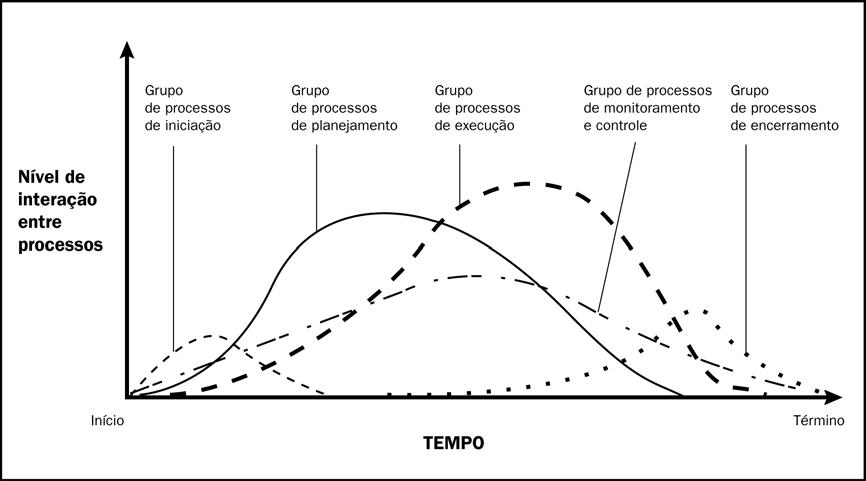 Grupo
de processos
de iniciação
Grupo
de processos
de planejamento
Grupo
de processos
de execução
Grupo de processos
de monitoramento
e controle
Grupo
de processos
de encerramento
Nível de
interação
entre
processos
Início
Término
TEMPO